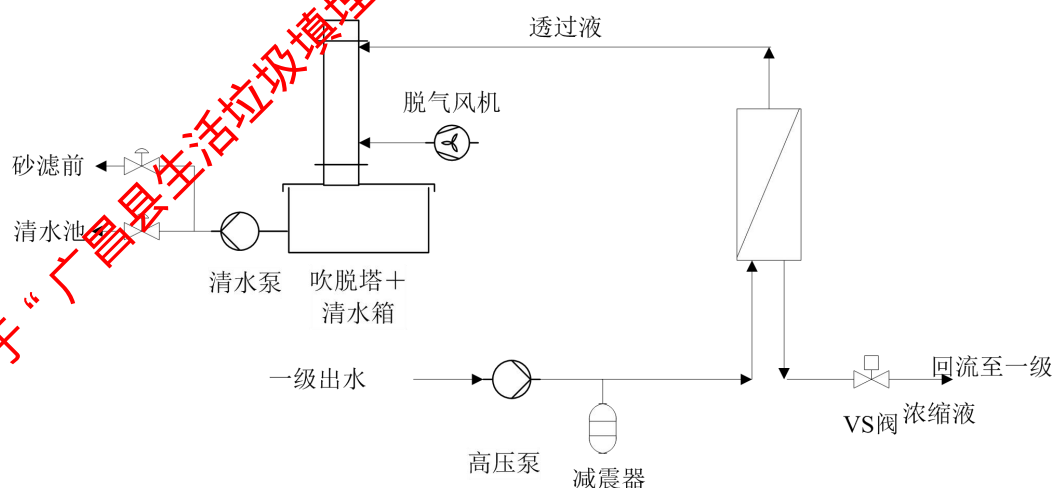 透过液
脱气风机
砂滤前
清水池
清水泵
吹脱塔＋
清水箱
一级出水
回流至一级
VS阀
浓缩液
高压泵
减震器
“广昌县生活垃圾填埋